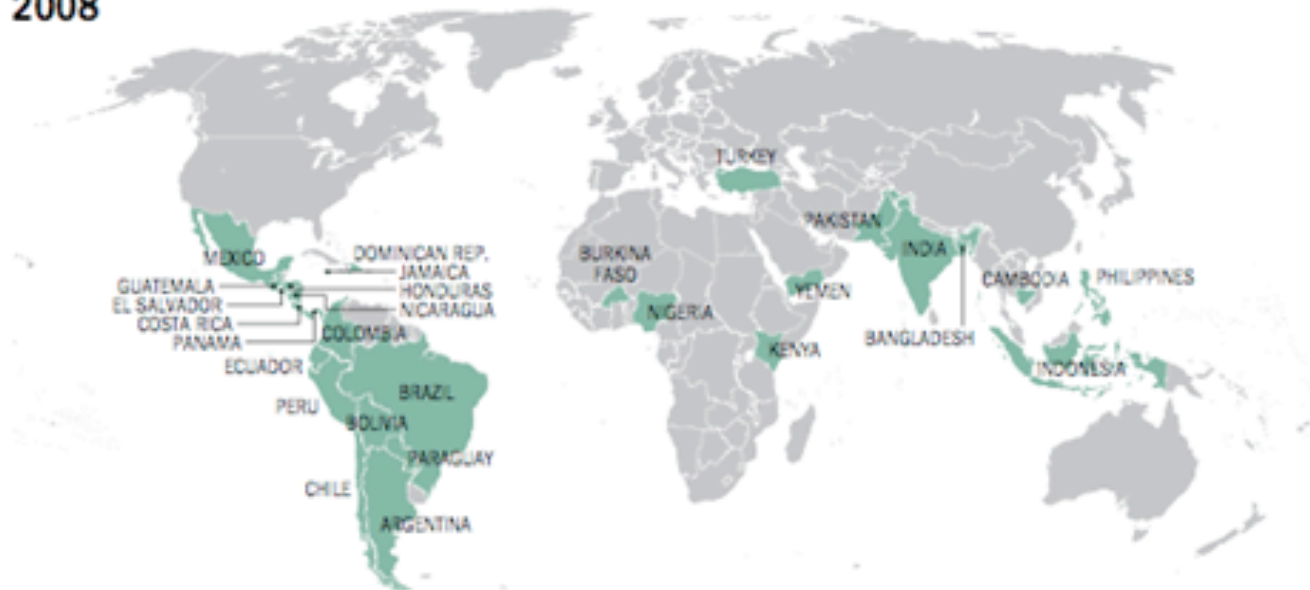 2008
TURKEY
PAKISTAN
INDIA
BURKINA
FASO
MEXICO
DOMINICAN REP.
JAMAICA
GUATEMALA
HONDURAS
EL SALVADOR
NICARAGUA
COSTA RICA
PANAMA
COLOMBIA
CAMBODIA
PHILIPPINES
YEMEN
NIGERIA
BANGLADESH
KENYA
ECUADOR
INDONESIA
BRAZIL
PERU
BOLIVIA
PARAGUAY
CHILE
ARGENTINA